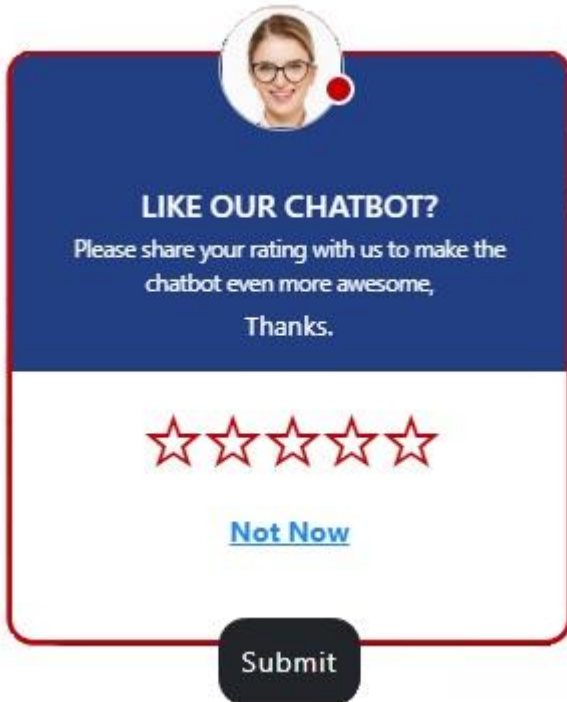 LIKE OUR CHATBOT?
Please share your rating with us to make the
chatbot even more awesome,
Thanks.
Not Now
Submit